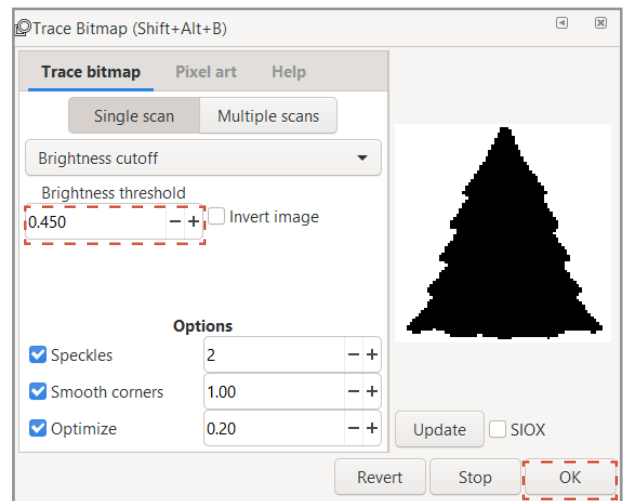 Trace Bitmap (Shift+Alt+B)
Trace bitmap Pixel art Help
Single scan Multiple scans
Brightness cutoff
Brightness threshold
0.450 − + Invert image
Options
Speckles 2 − +
Smooth corners 1.00 − +
Optimize 0.20 − +
Update SIOX
Revert Stop OK